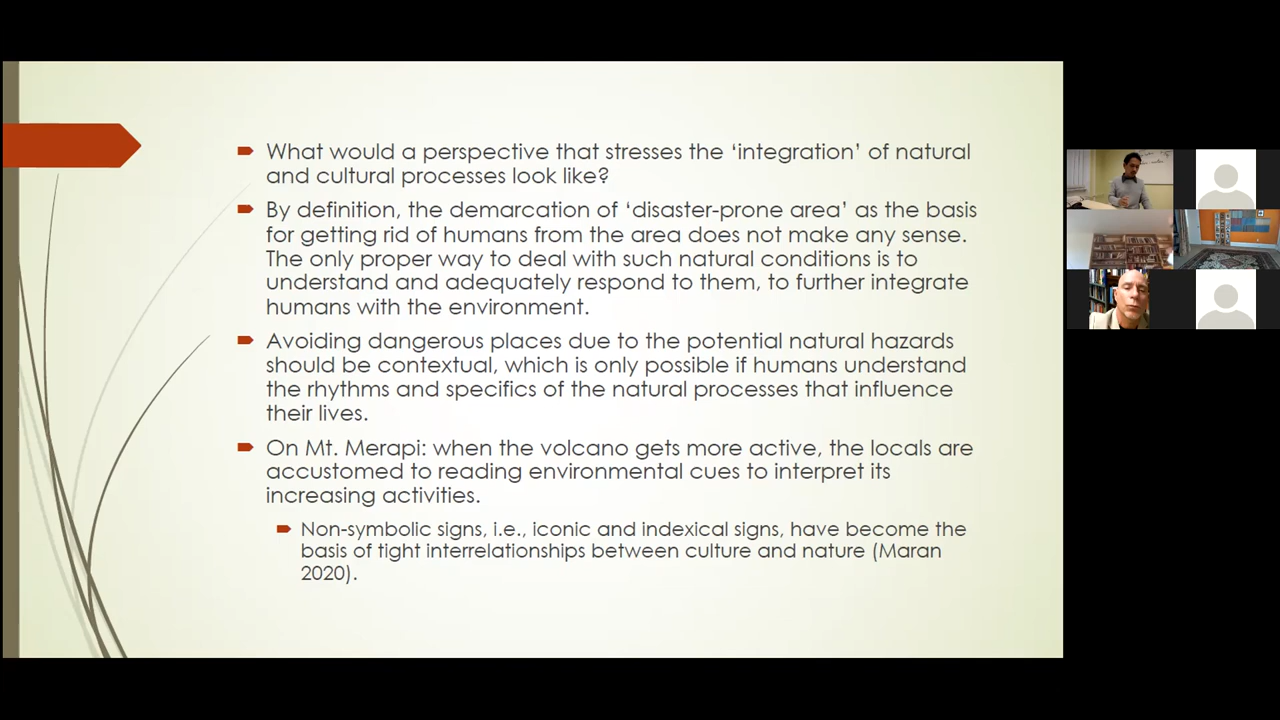 What would a perspective that stresses the ‘integration’ of natural
and cultural processes look like?
By definition, the demarcation of ‘disaster-prone area’ as the basis
for getting rid of humans from the area does not make any sense.
The only proper way to deal with such natural conditions is to
understand and adequately respond to them, to further integrate
humans with the environment.
Avoiding dangerous places due to the potential natural hazards
should be contextual, which is only possible if humans understand
the rhythms and specifics of the natural processes that influence
their lives.
On Mt. Merapi: when the volcano gets more active, the locals are
accustomed to reading environmental cues to interpret its
increasing activities.
Non-symbolic signs, i.e., iconic and indexical signs, have become the
basis of tight interrelationships between culture and nature (Maran
2020).